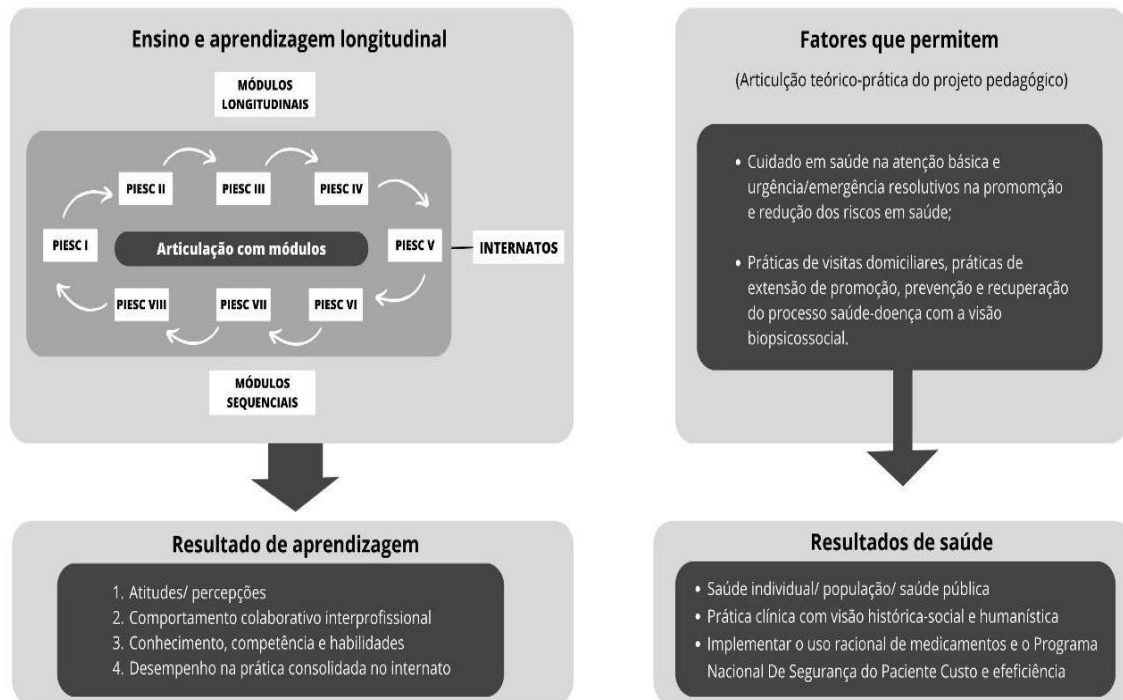 Ensino e aprendizagem longitudinal
MÓDULOS
LONGITUDINAIS
PIESC II
PIESC III
PIESC IV
PIESC I
Articulação com módulos
PIESC V
INTERNATOS
PIESC VIII
PIESC VII
PIESC VI
MÓDULOS
SEQUENCIAIS
Fatores que permitem
(Articulção teórico-prática do projeto pedagógico)
• Cuidado em saúde na atenção básica e
urgência/emergência resolutivos na promomção
e redução dos riscos em saúde;
• Práticas de visitas domiciliares, práticas de
extensão de promoção, prevenção e recuperação
do processo saúde-doença com a visão
biopsicossocial.
Resultado de aprendizagem
1. Atitudes/ percepções
2. Comportamento colaborativo interprofissional
3. Conhecimento, competência e habilidades
4. Desempenho na prática consolidada no internato
Resultados de saúde
• Saúde individual/ população/ saúde pública
• Prática clínica com visão histórica-social e humanística
• Implementar o uso racional de medicamentos e o Programa
Nacional De Segurança do Paciente Custo e efeficiência